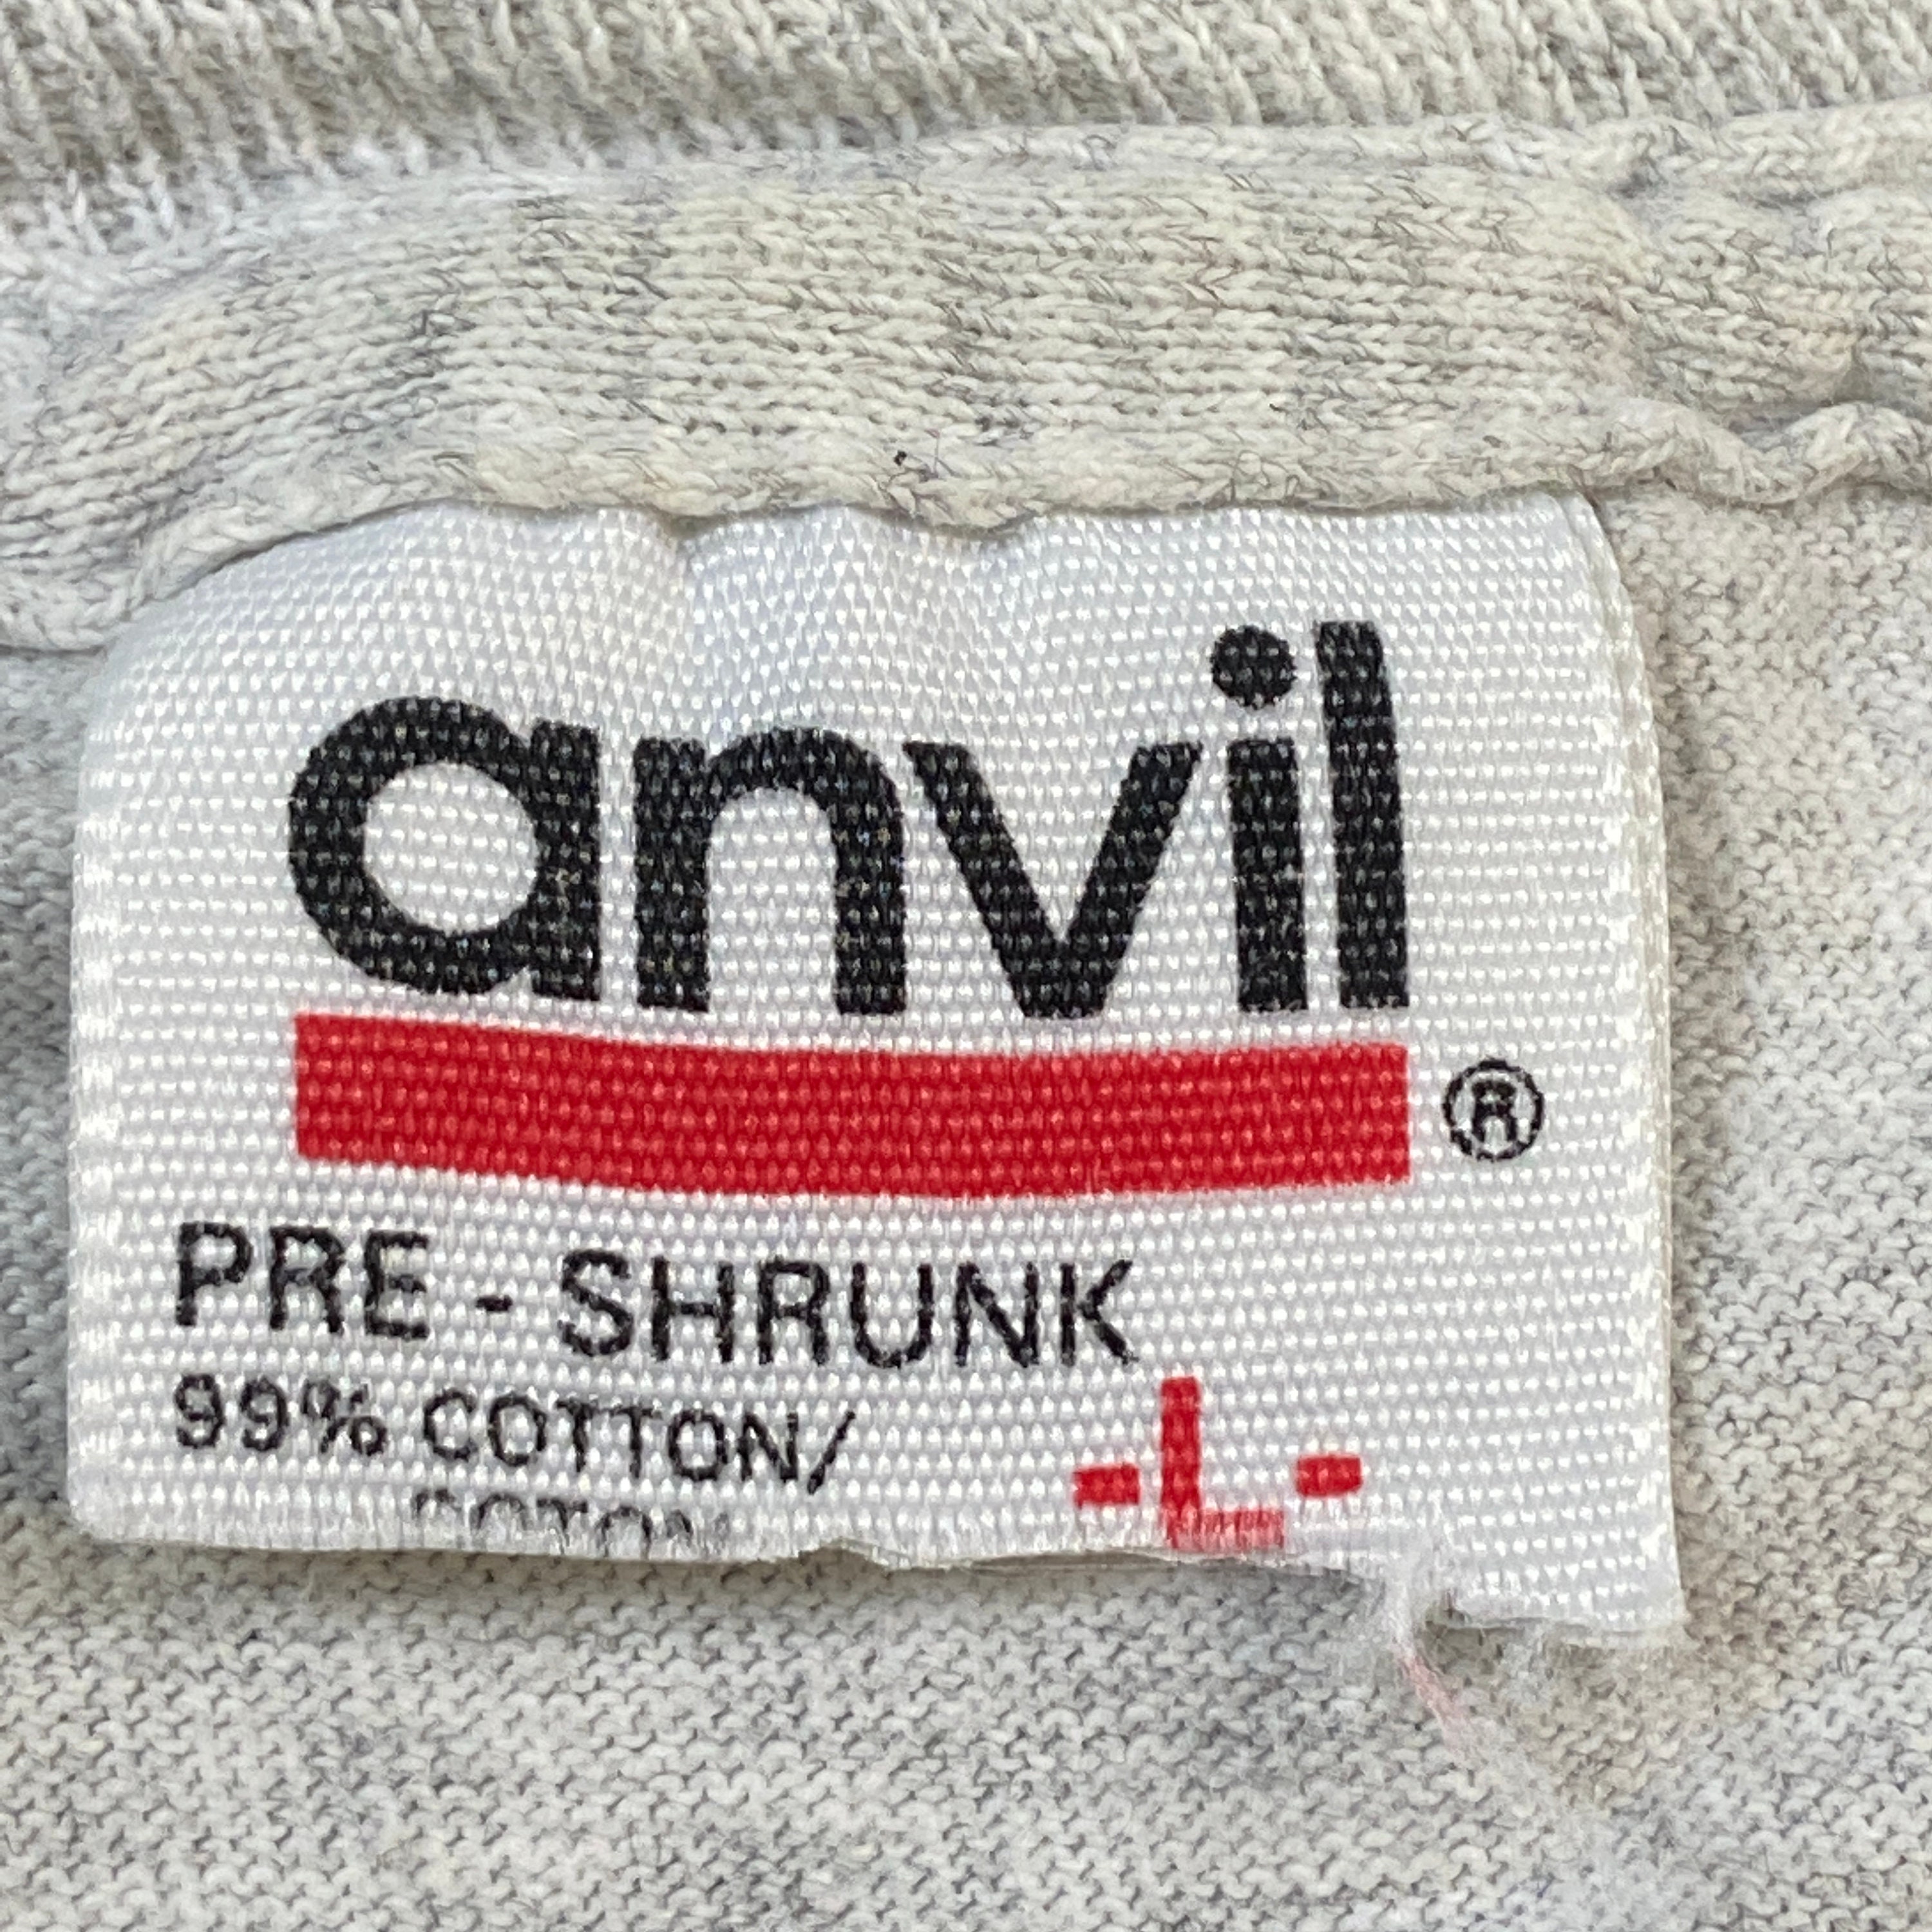 anvil
®
PRE - SHRUNK
99% COTTON/
-L-